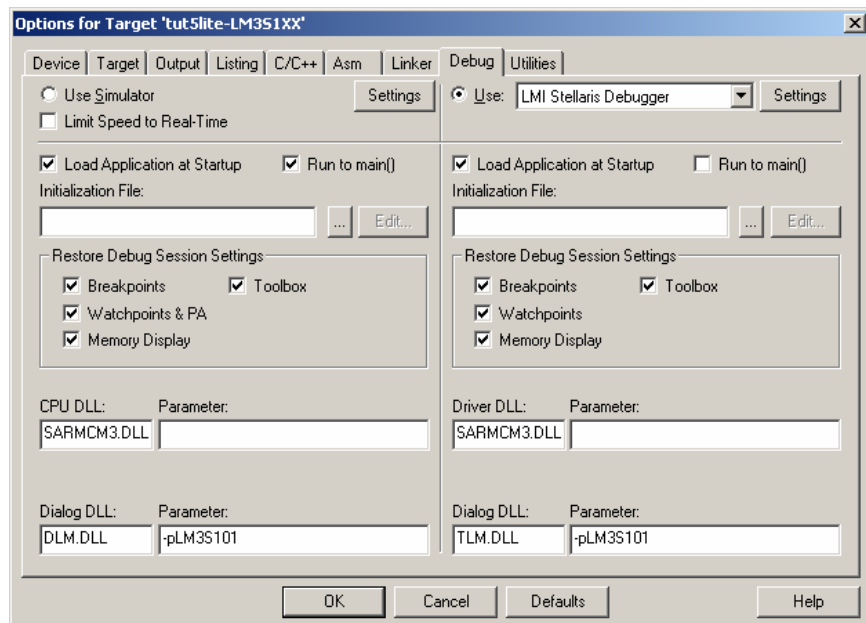 Options for Target 'tut5lite-LM3S1XX'
Device Target Output Listing C/C++ Asm Linker Debug Utilities
Use Simulator Settings
Limit Speed to Real-Time
Load Application at Startup Run to main()
Initialization File:
... Edit...
Restore Debug Session Settings
Breakpoints Toolbox
Watchpoints & PA
Memory Display
CPU DLL: Parameter:
SARMCM3.DLL
Dialog DLL: Parameter:
DLM.DLL -pLM3S101
Use: LMI Stellaris Debugger Settings
Load Application at Startup Run to main()
Initialization File:
... Edit...
Restore Debug Session Settings
Breakpoints Toolbox
Watchpoints
Memory Display
Driver DLL: Parameter:
SARMCM3.DLL
Dialog DLL: Parameter:
TLM.DLL -pLM3S101
OK Cancel Defaults Help